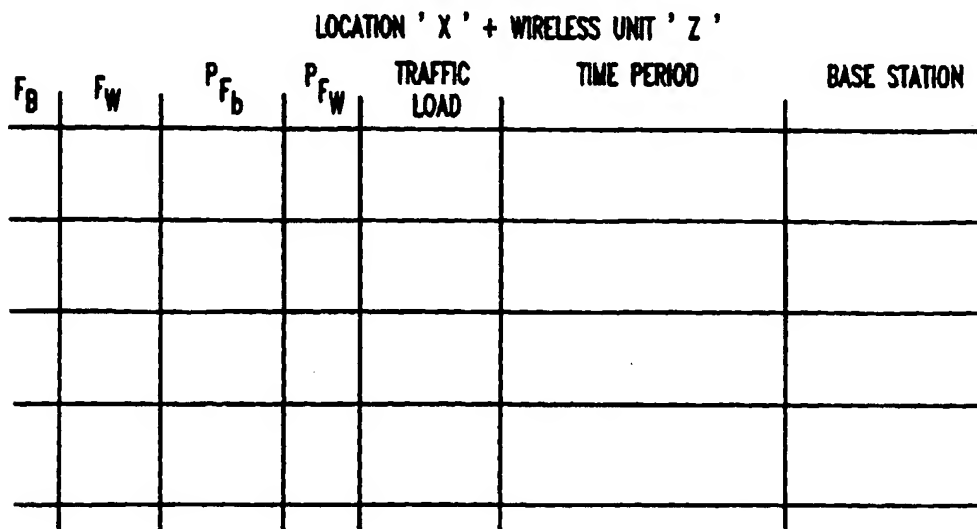 LOCATION ' X ' + WIRELESS UNIT ' Z '
F_B F_W P_F_b P_F_W TRAFFIC LOAD TIME PERIOD BASE STATION